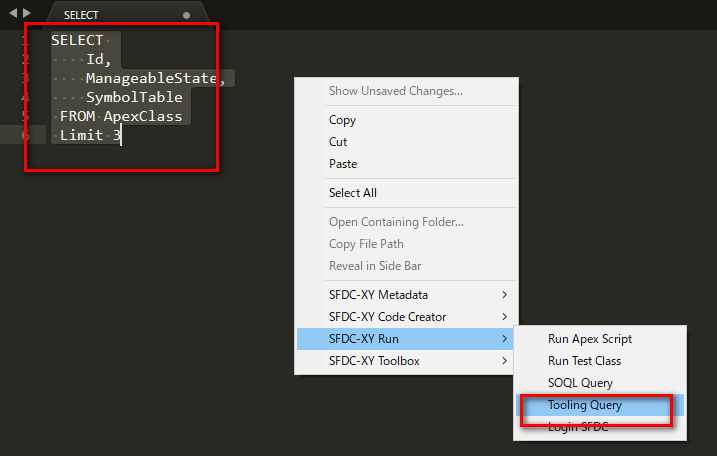 SELECT
1 SELECT
2 Id,
3 ManageableState,
4 SymbolTable
5 FROM ApexClass
6 Limit 3
Show Unsaved Changes...
Copy
Cut
Paste
Select All
Open Containing Folder...
Copy File Path
Reveal in Side Bar
SFDC-XY Metadata
SFDC-XY Code Creator
SFDC-XY Run
SFDC-XY Toolbox
Run Apex Script
Run Test Class
SOQL Query
Tooling Query
Login SFDC